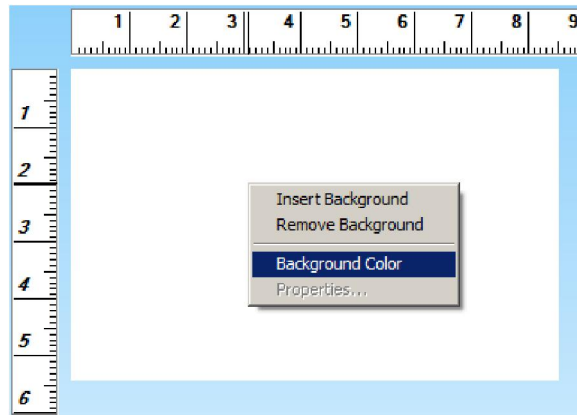 1 2 3 4 5 6 7 8 9
1
2
3
4
5
6
Insert Background
Remove Background
Background Color
Properties...